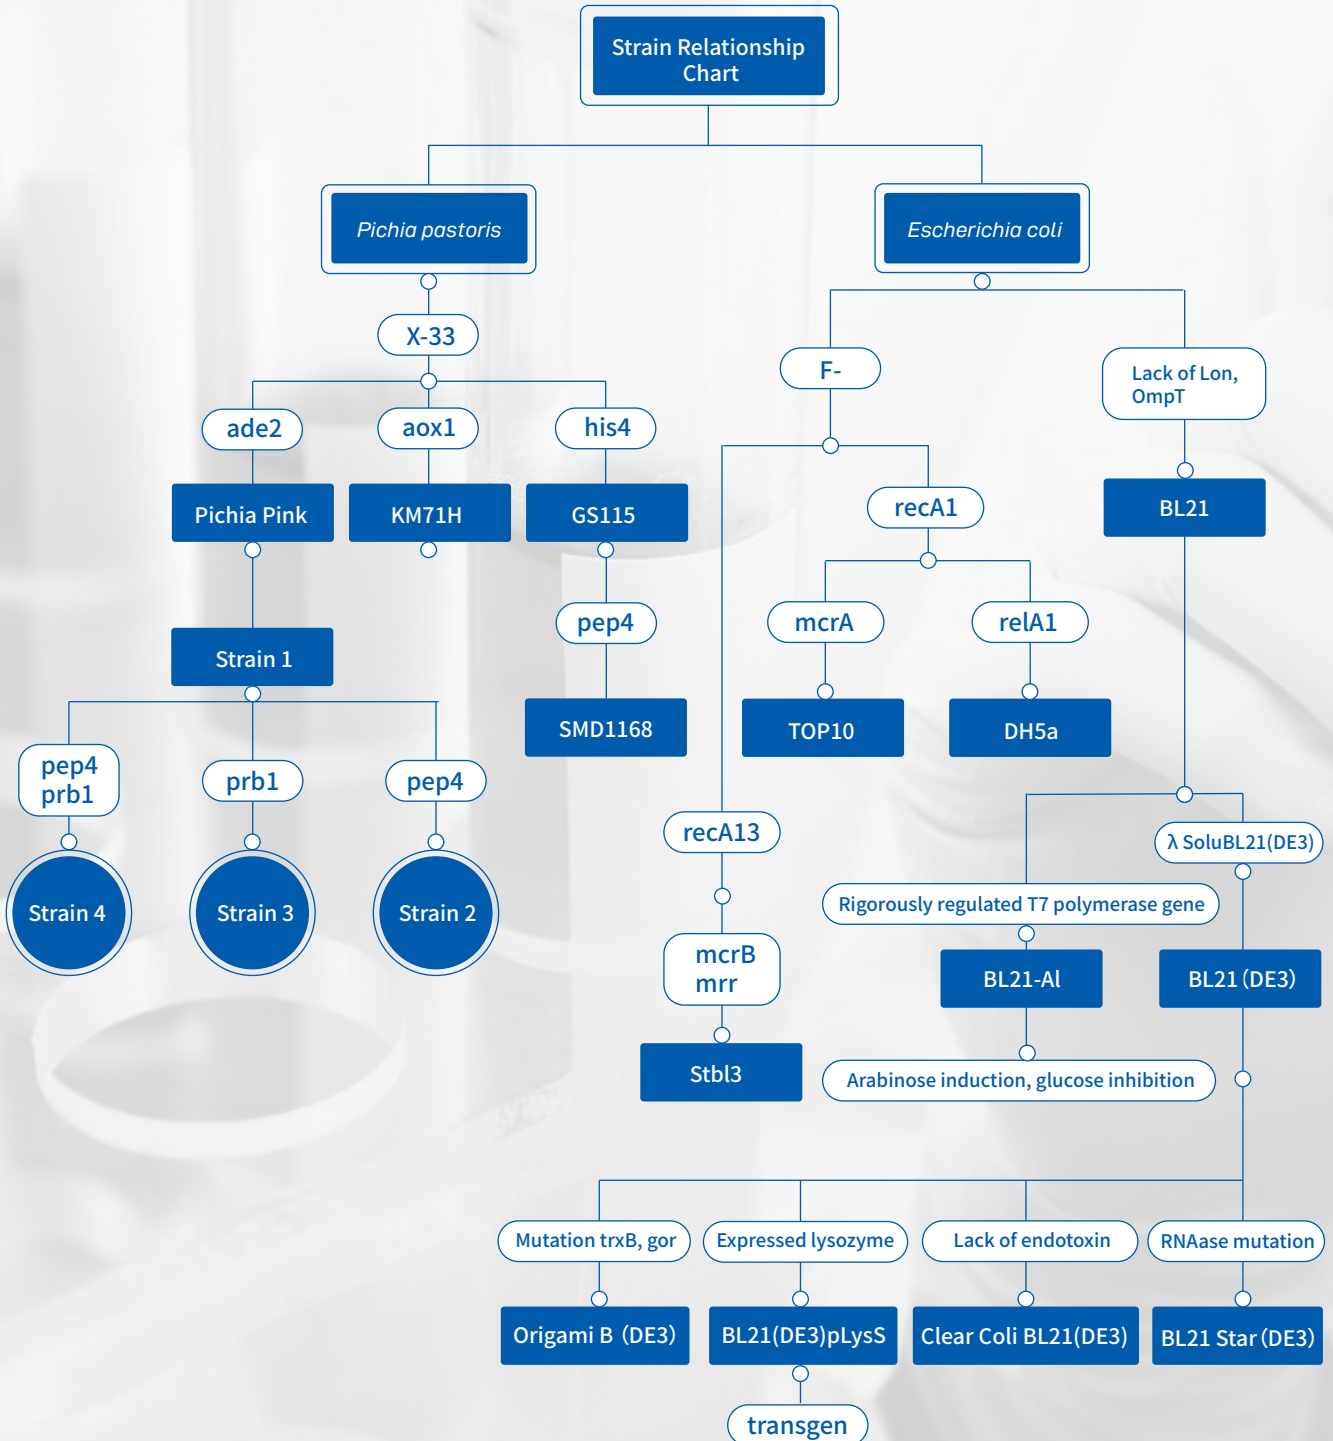 Strain Relationship
Chart
Pichia pastoris
Escherichia coli
X-33
F-
Lack of Lon,
OmpT
ade2
aox1
his4
Pichia Pink
KM71H
GS115
recA1
BL21
pep4
mcrA
relA1
Strain 1
SMD1168
TOP10
DH5a
pep4
prb1
prb1
pep4
recA13
λ SoluBL21(DE3)
Strain 4
Strain 3
Strain 2
Rigorously regulated T7 polymerase gene
mcrB
mrr
BL21-Al
BL21（DE3）
Stbl3
Arabinose induction, glucose inhibition
Mutation trxB, gor
Expressed lysozyme
Lack of endotoxin
RNAase mutation
Origami B（DE3）
BL21(DE3)pLysS
Clear Coli BL21(DE3)
BL21 Star（DE3）
transgen